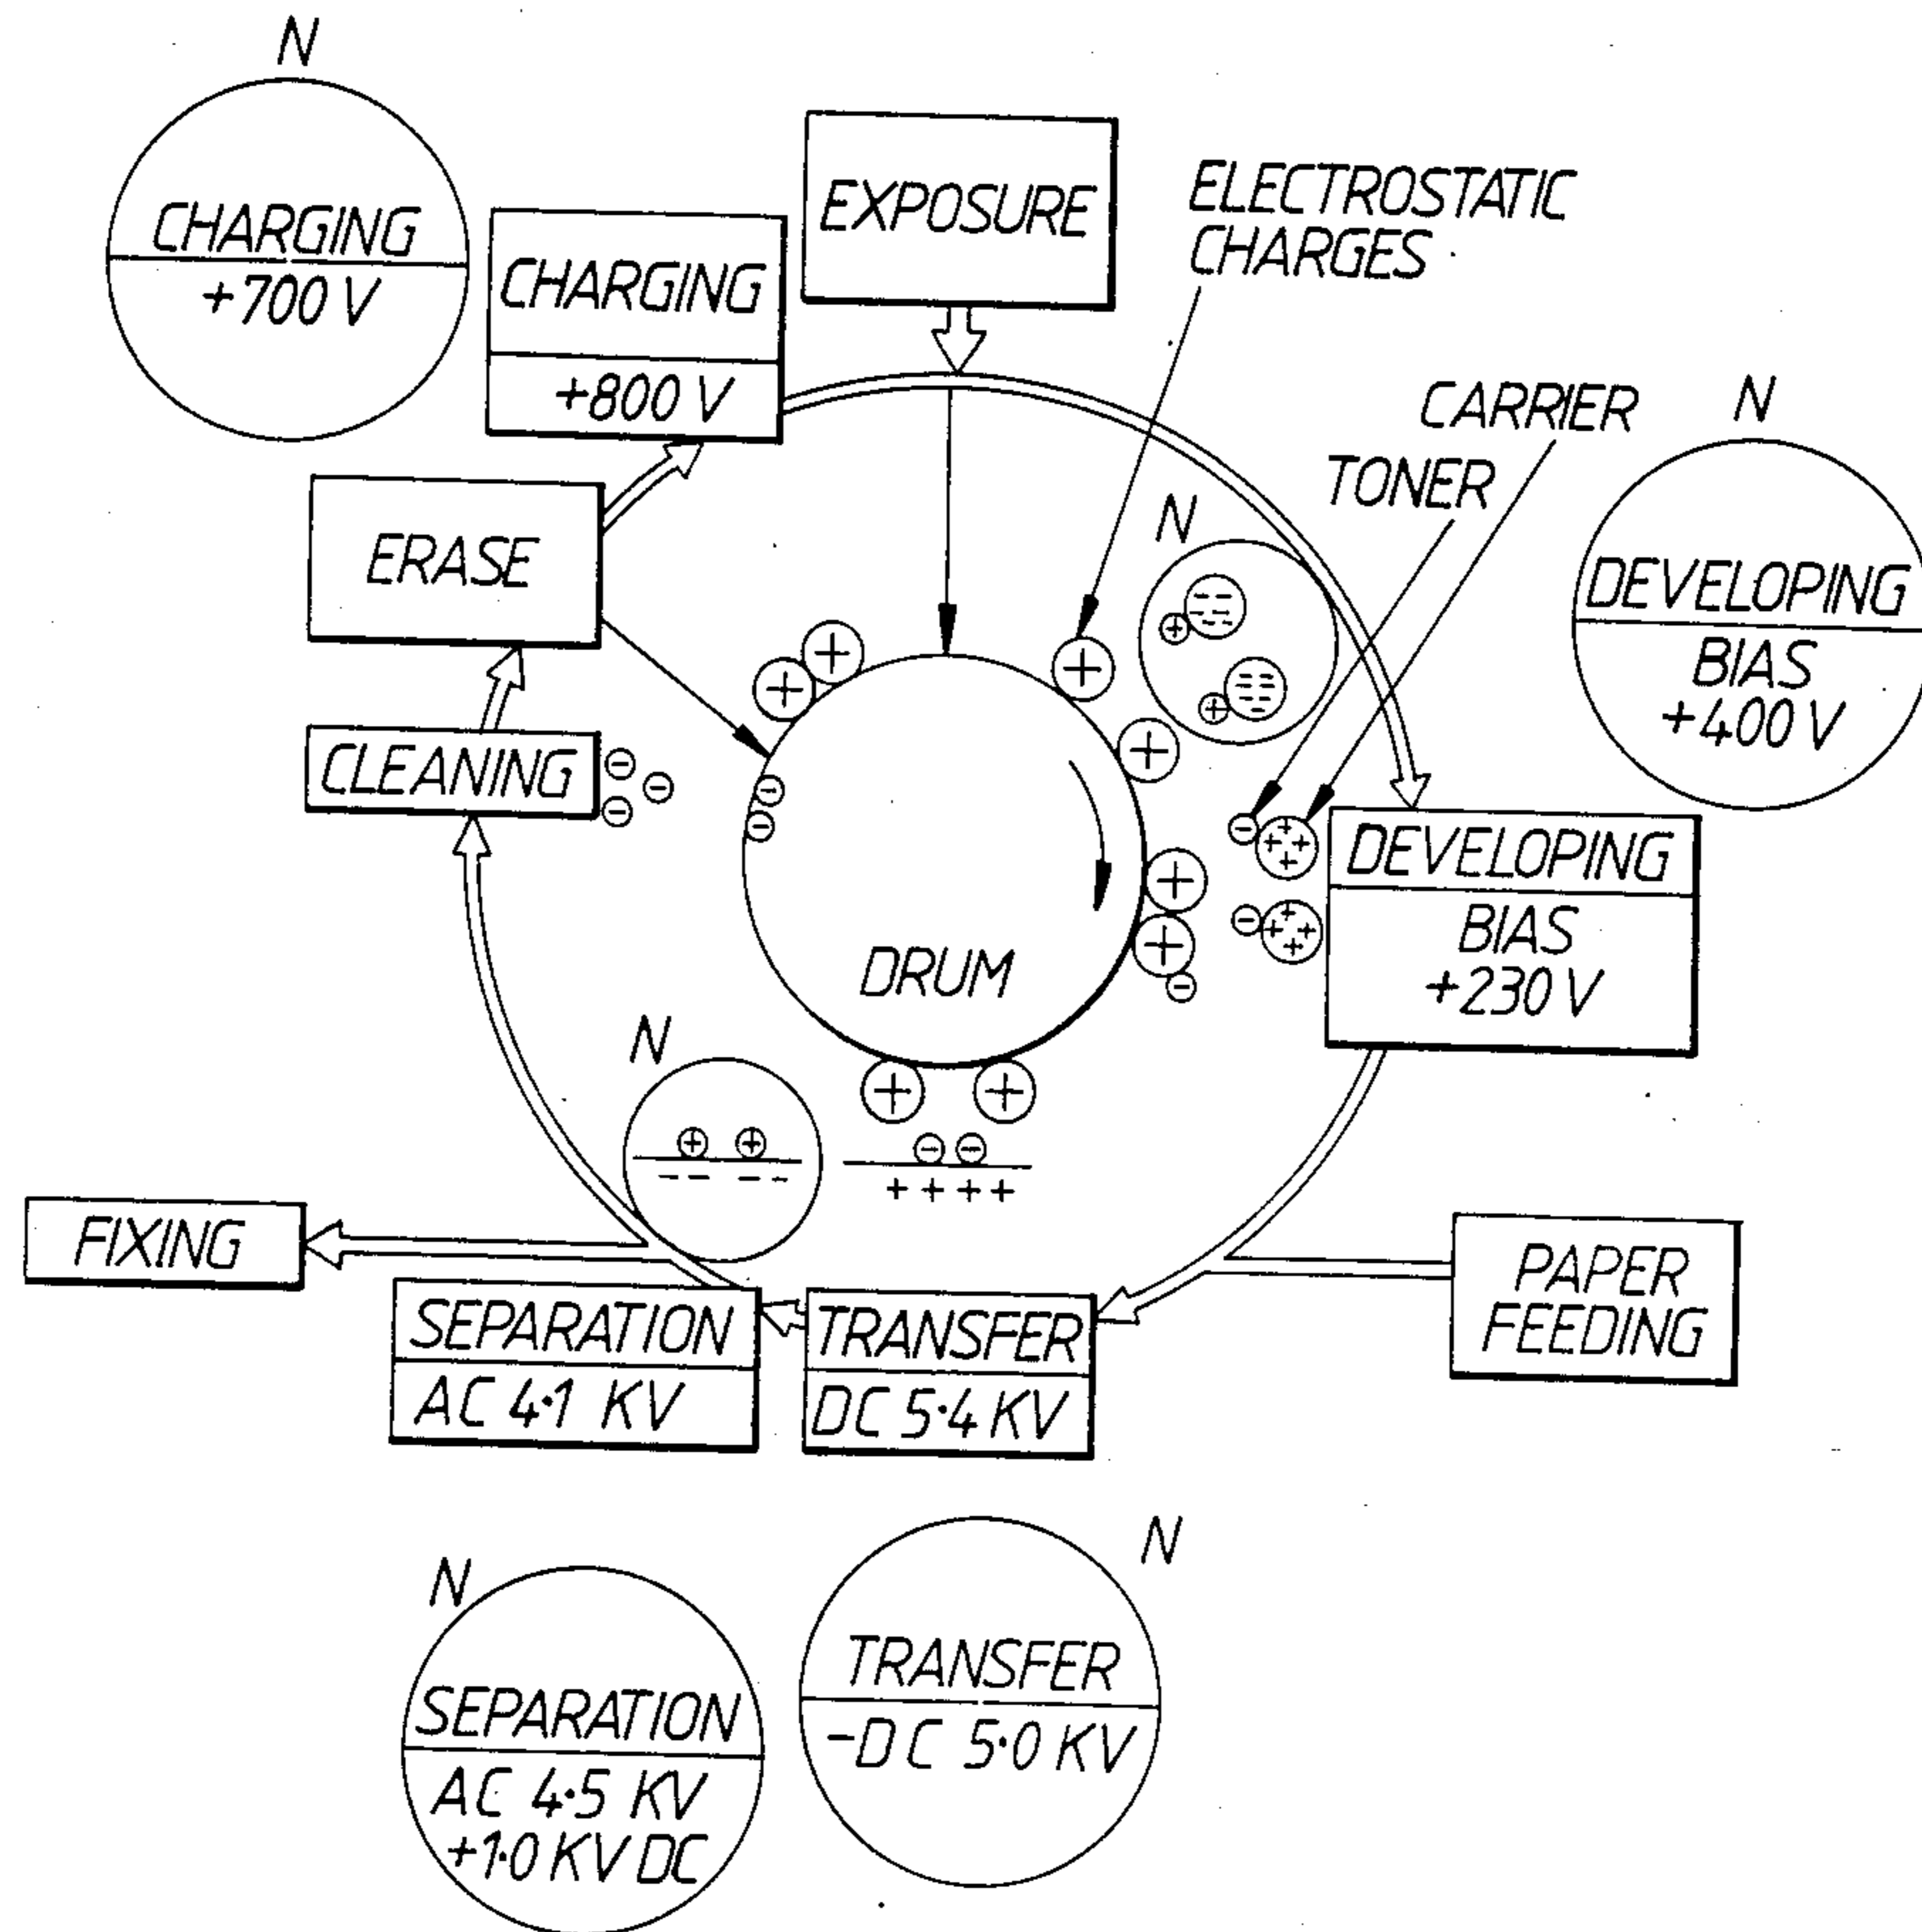 N
CHARGING
+700 V
CHARGING
+800 V
EXPOSURE
ELECTROSTATIC
CHARGES
CARRIER
TONER
N
DEVELOPING
BIAS
+400 V
N
ERASE
CLEANING
DEVELOPING
BIAS
+230 V
DRUM
N
FIXING
SEPARATION
AC 4·1 KV
TRANSFER
DC 5·4 KV
PAPER
FEEDING
N
SEPARATION
AC 4·5 KV
+1·0 KV DC
N
TRANSFER
-DC 5·0 KV